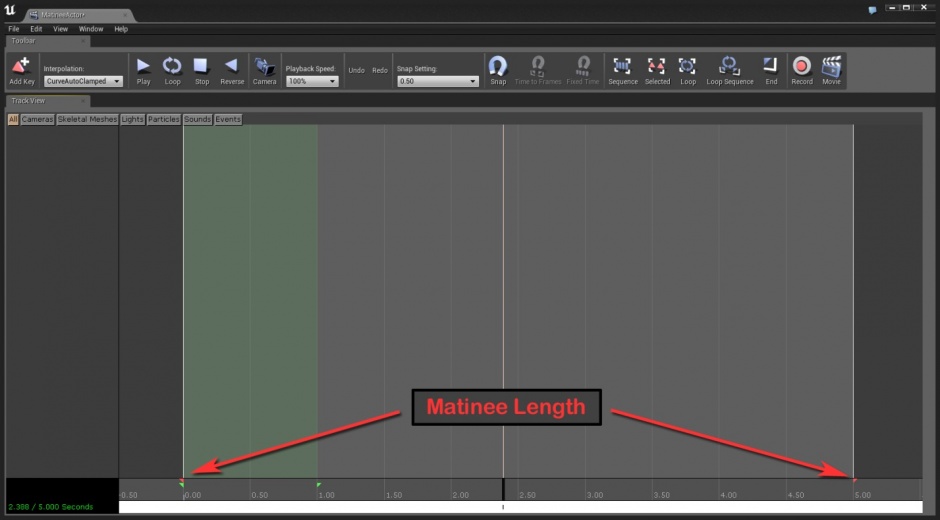 MatineeActor*
File Edit View Window Help
Toolbar
Interpolation: Playback Speed: Snap Setting:
CurveAutoClamped 100% Undo Redo 0.50
Add Key Play Loop Stop Reverse Camera Snap Time to Frames Fixed Time Sequence Selected Loop Loop Sequence End Record Movie
Track View
All Cameras Skeletal Meshes Lights Particles Sounds Events
Matinee Length
-0.50 0.00 0.50 1.00 1.50 2.00 2.50 3.00 3.50 4.00 4.50 5.00
2.388 / 5.000 Seconds